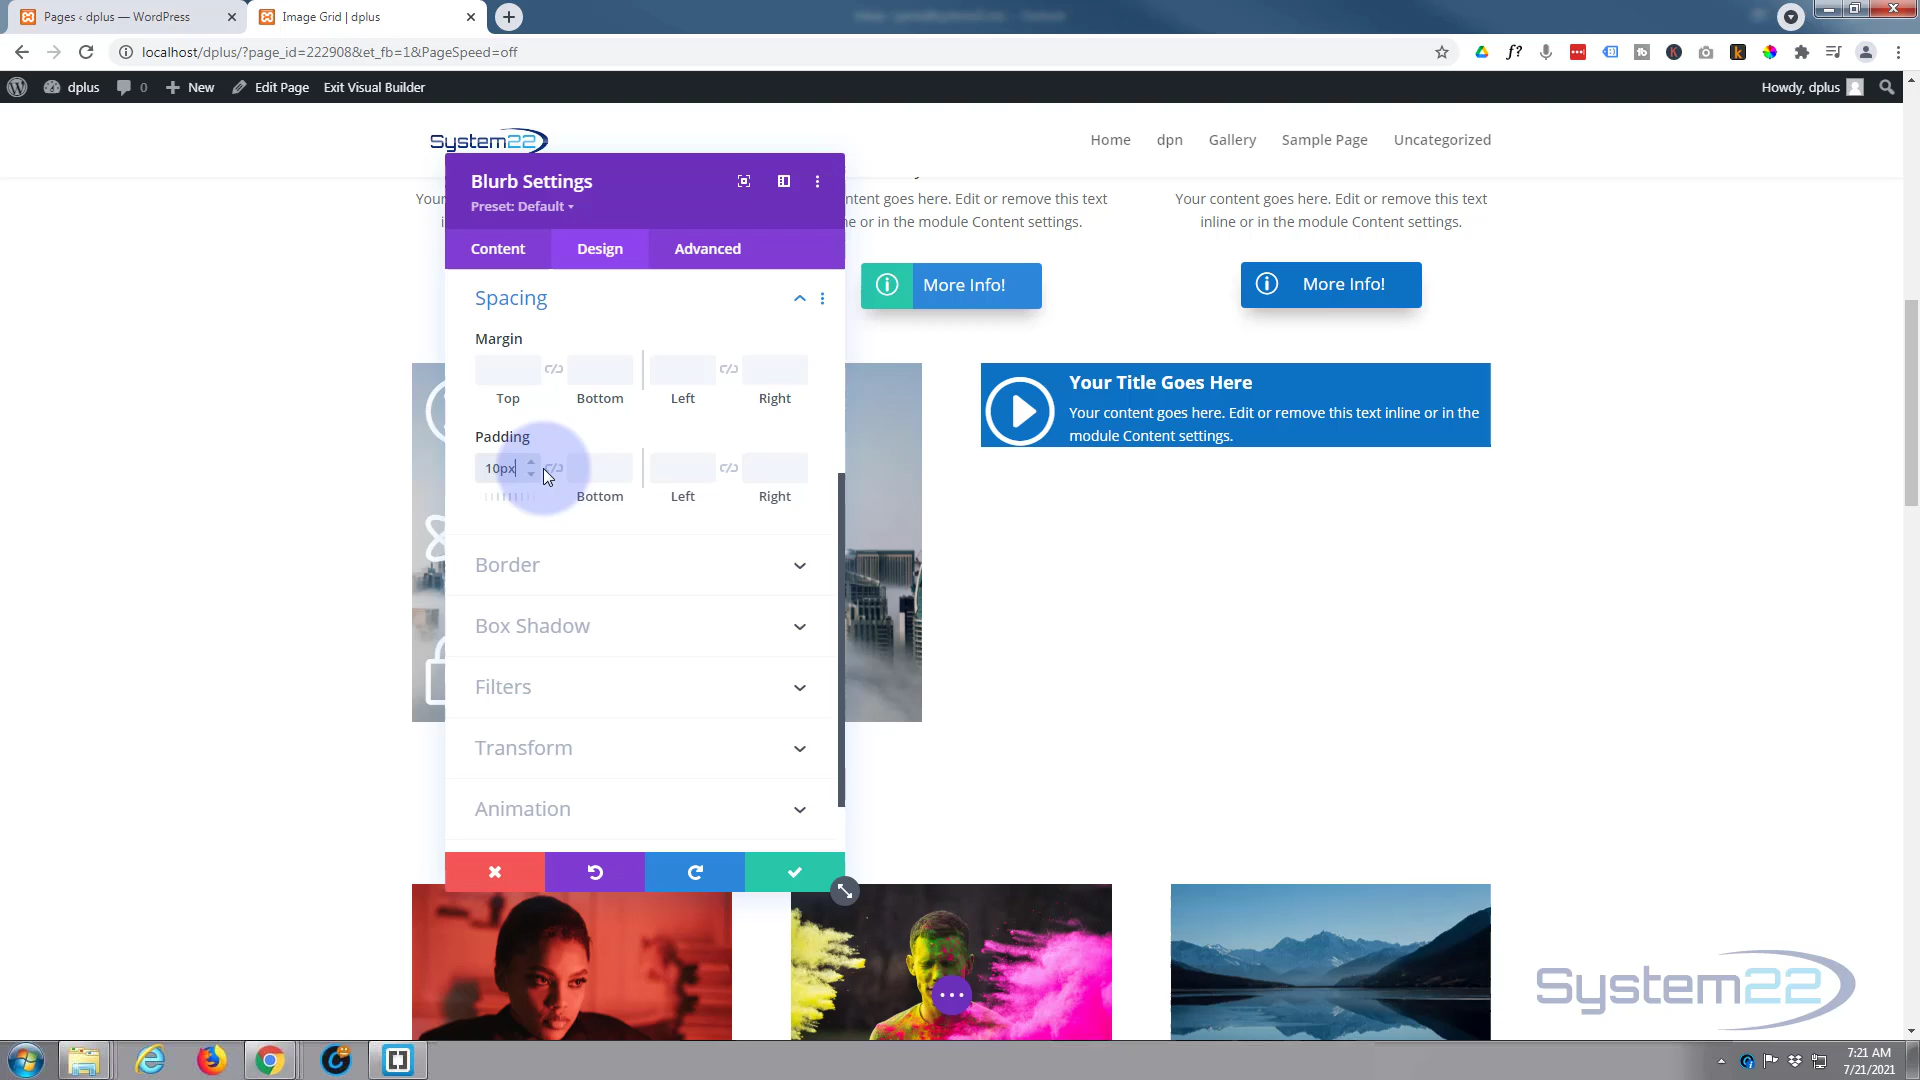 Pages ‹ dplus — WordPress
Image Grid | dplus
localhost/dplus/?page_id=222908&et_fb=1&PageSpeed=off
dplus
0
New
Edit Page
Exit Visual Builder
Howdy, dplus
System22
Home
dpn
Gallery
Sample Page
Uncategorized
Blurb Settings
Preset: Default
Content
Design
Advanced
Your
ntent goes here. Edit or remove this text
ne or in the module Content settings.
Your content goes here. Edit or remove this text
inline or in the module Content settings.
More Info!
More Info!
Spacing
Margin
Top
Bottom
Left
Right
Padding
10px
Bottom
Left
Right
Border
Box Shadow
Filters
Transform
Animation
Your Title Goes Here
Your content goes here. Edit or remove this text inline or in the
module Content settings.
System22
7:21 AM
7/21/2021